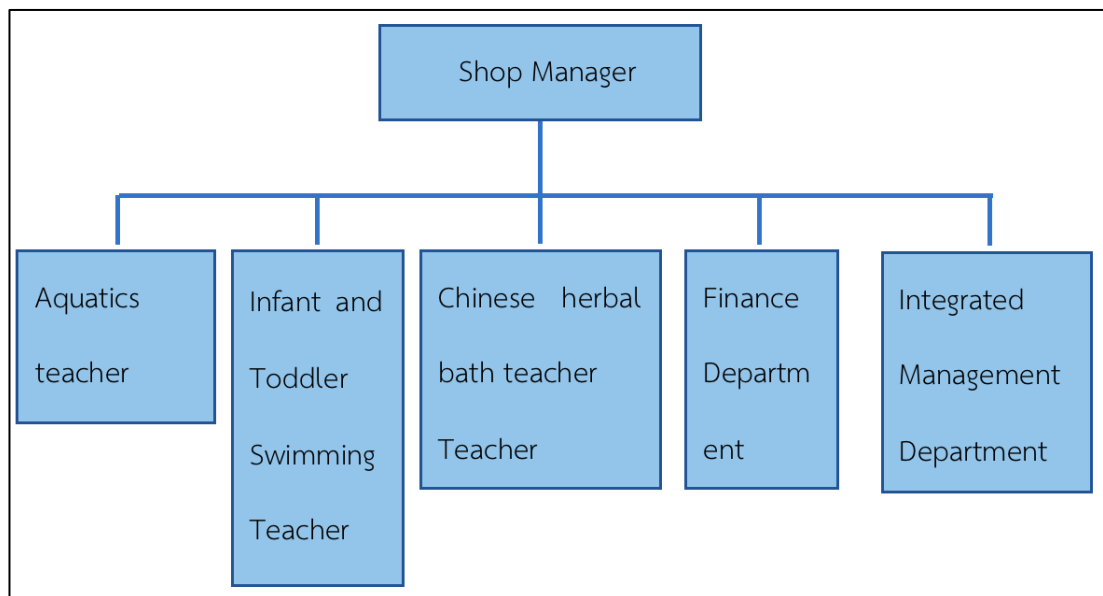 Shop Manager
Aquatics
teacher
Infant and
Toddler
Swimming
Teacher
Chinese herbal
bath teacher
Teacher
Finance
Departm
ent
Integrated
Management
Department